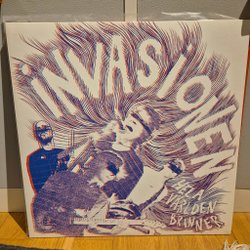 INVASIONEN
HELA
VÄRLDEN
BRINNER